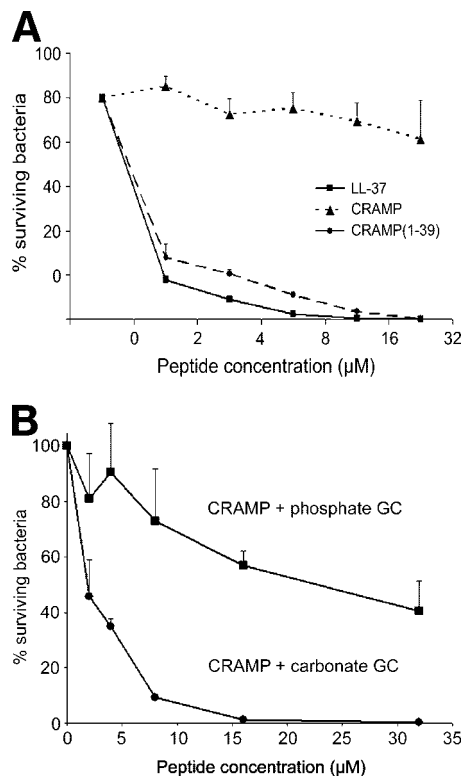 A
100
80
60
40
20
0
% surviving bacteria
LL-37
CRAMP
CRAMP(1-39)
0 2 4 8 16 32
Peptide concentration (µM)
B
100
80
60
40
20
0
% surviving bacteria
CRAMP + phosphate GC
CRAMP + carbonate GC
0 5 10 15 20 25 30 35
Peptide concentration (µM)